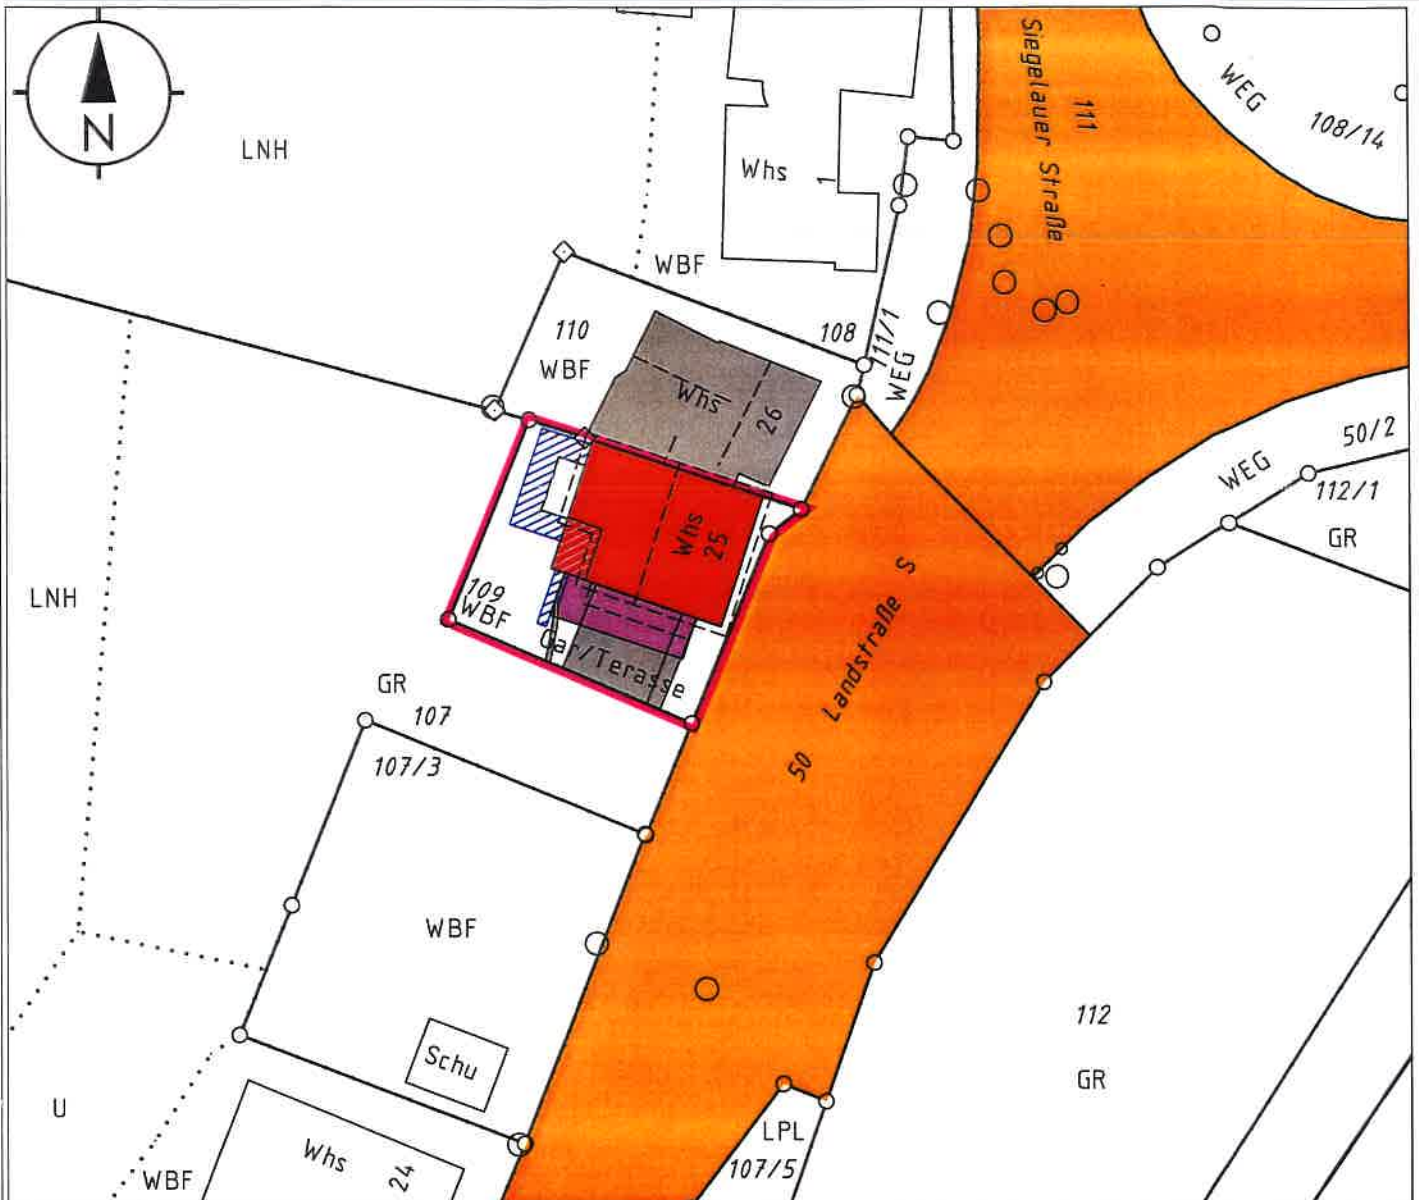 N
LNH
Siegelauer Straße
111
WEG
108/14
Whs
1
WBF
110
WBF
108
111/1
WEG
Whs
26
50/2
WEG
112/1
GR
Whs
25
LNH
109
WBF
Gar/Terasse
Landstraße S
50
GR
107
107/3
WBF
Schu
112
GR
U
WBF
Whs
24
LPL
107/5